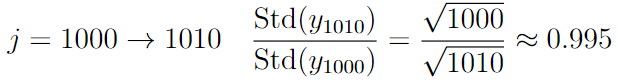 j = 1000 → 1010 Std(y₁₀₁₀) / Std(y₁₀₀₀) = √1000 / √1010 ≈ 0.995